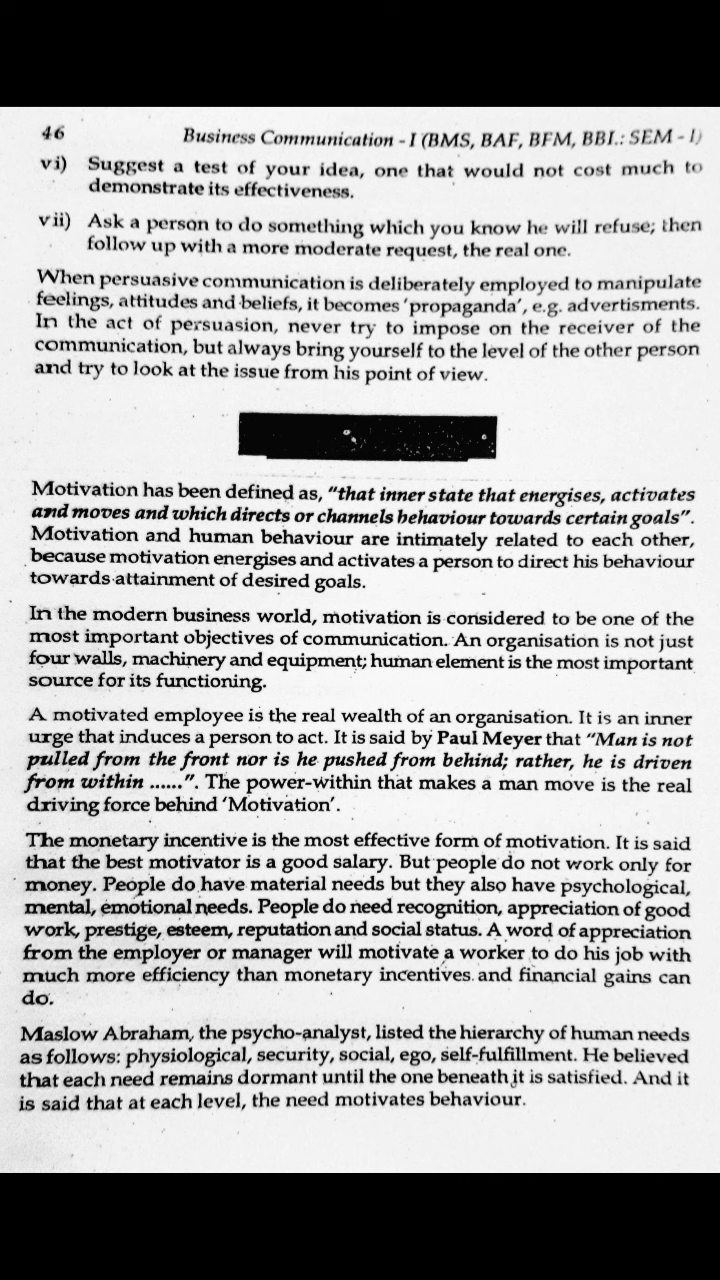 46 Business Communication - I (BMS, BAF, BFM, BBI.: SEM - I)
vi) Suggest a test of your idea, one that would not cost much to
demonstrate its effectiveness.
vii) Ask a person to do something which you know he will refuse; then
follow up with a more moderate request, the real one.
When persuasive communication is deliberately employed to manipulate
feelings, attitudes and beliefs, it becomes 'propaganda', e.g. advertisments.
In the act of persuasion, never try to impose on the receiver of the
communication, but always bring yourself to the level of the other person
and try to look at the issue from his point of view.
Motivation has been defined as, "that inner state that energises, activates
and moves and which directs or channels behaviour towards certain goals".
Motivation and human behaviour are intimately related to each other,
because motivation energises and activates a person to direct his behaviour
towards attainment of desired goals.
In the modern business world, motivation is considered to be one of the
most important objectives of communication. An organisation is not just
four walls, machinery and equipment; human element is the most important
source for its functioning.
A motivated employee is the real wealth of an organisation. It is an inner
urge that induces a person to act. It is said by Paul Meyer that "Man is not
pulled from the front nor is he pushed from behind; rather, he is driven
from within ......". The power-within that makes a man move is the real
driving force behind 'Motivation'.
The monetary incentive is the most effective form of motivation. It is said
that the best motivator is a good salary. But people do not work only for
money. People do have material needs but they also have psychological,
mental, emotional needs. People do need recognition, appreciation of good
work, prestige, esteem, reputation and social status. A word of appreciation
from the employer or manager will motivate a worker to do his job with
much more efficiency than monetary incentives and financial gains can
do.
Maslow Abraham, the psycho-analyst, listed the hierarchy of human needs
as follows: physiological, security, social, ego, self-fulfillment. He believed
that each need remains dormant until the one beneath it is satisfied. And it
is said that at each level, the need motivates behaviour.